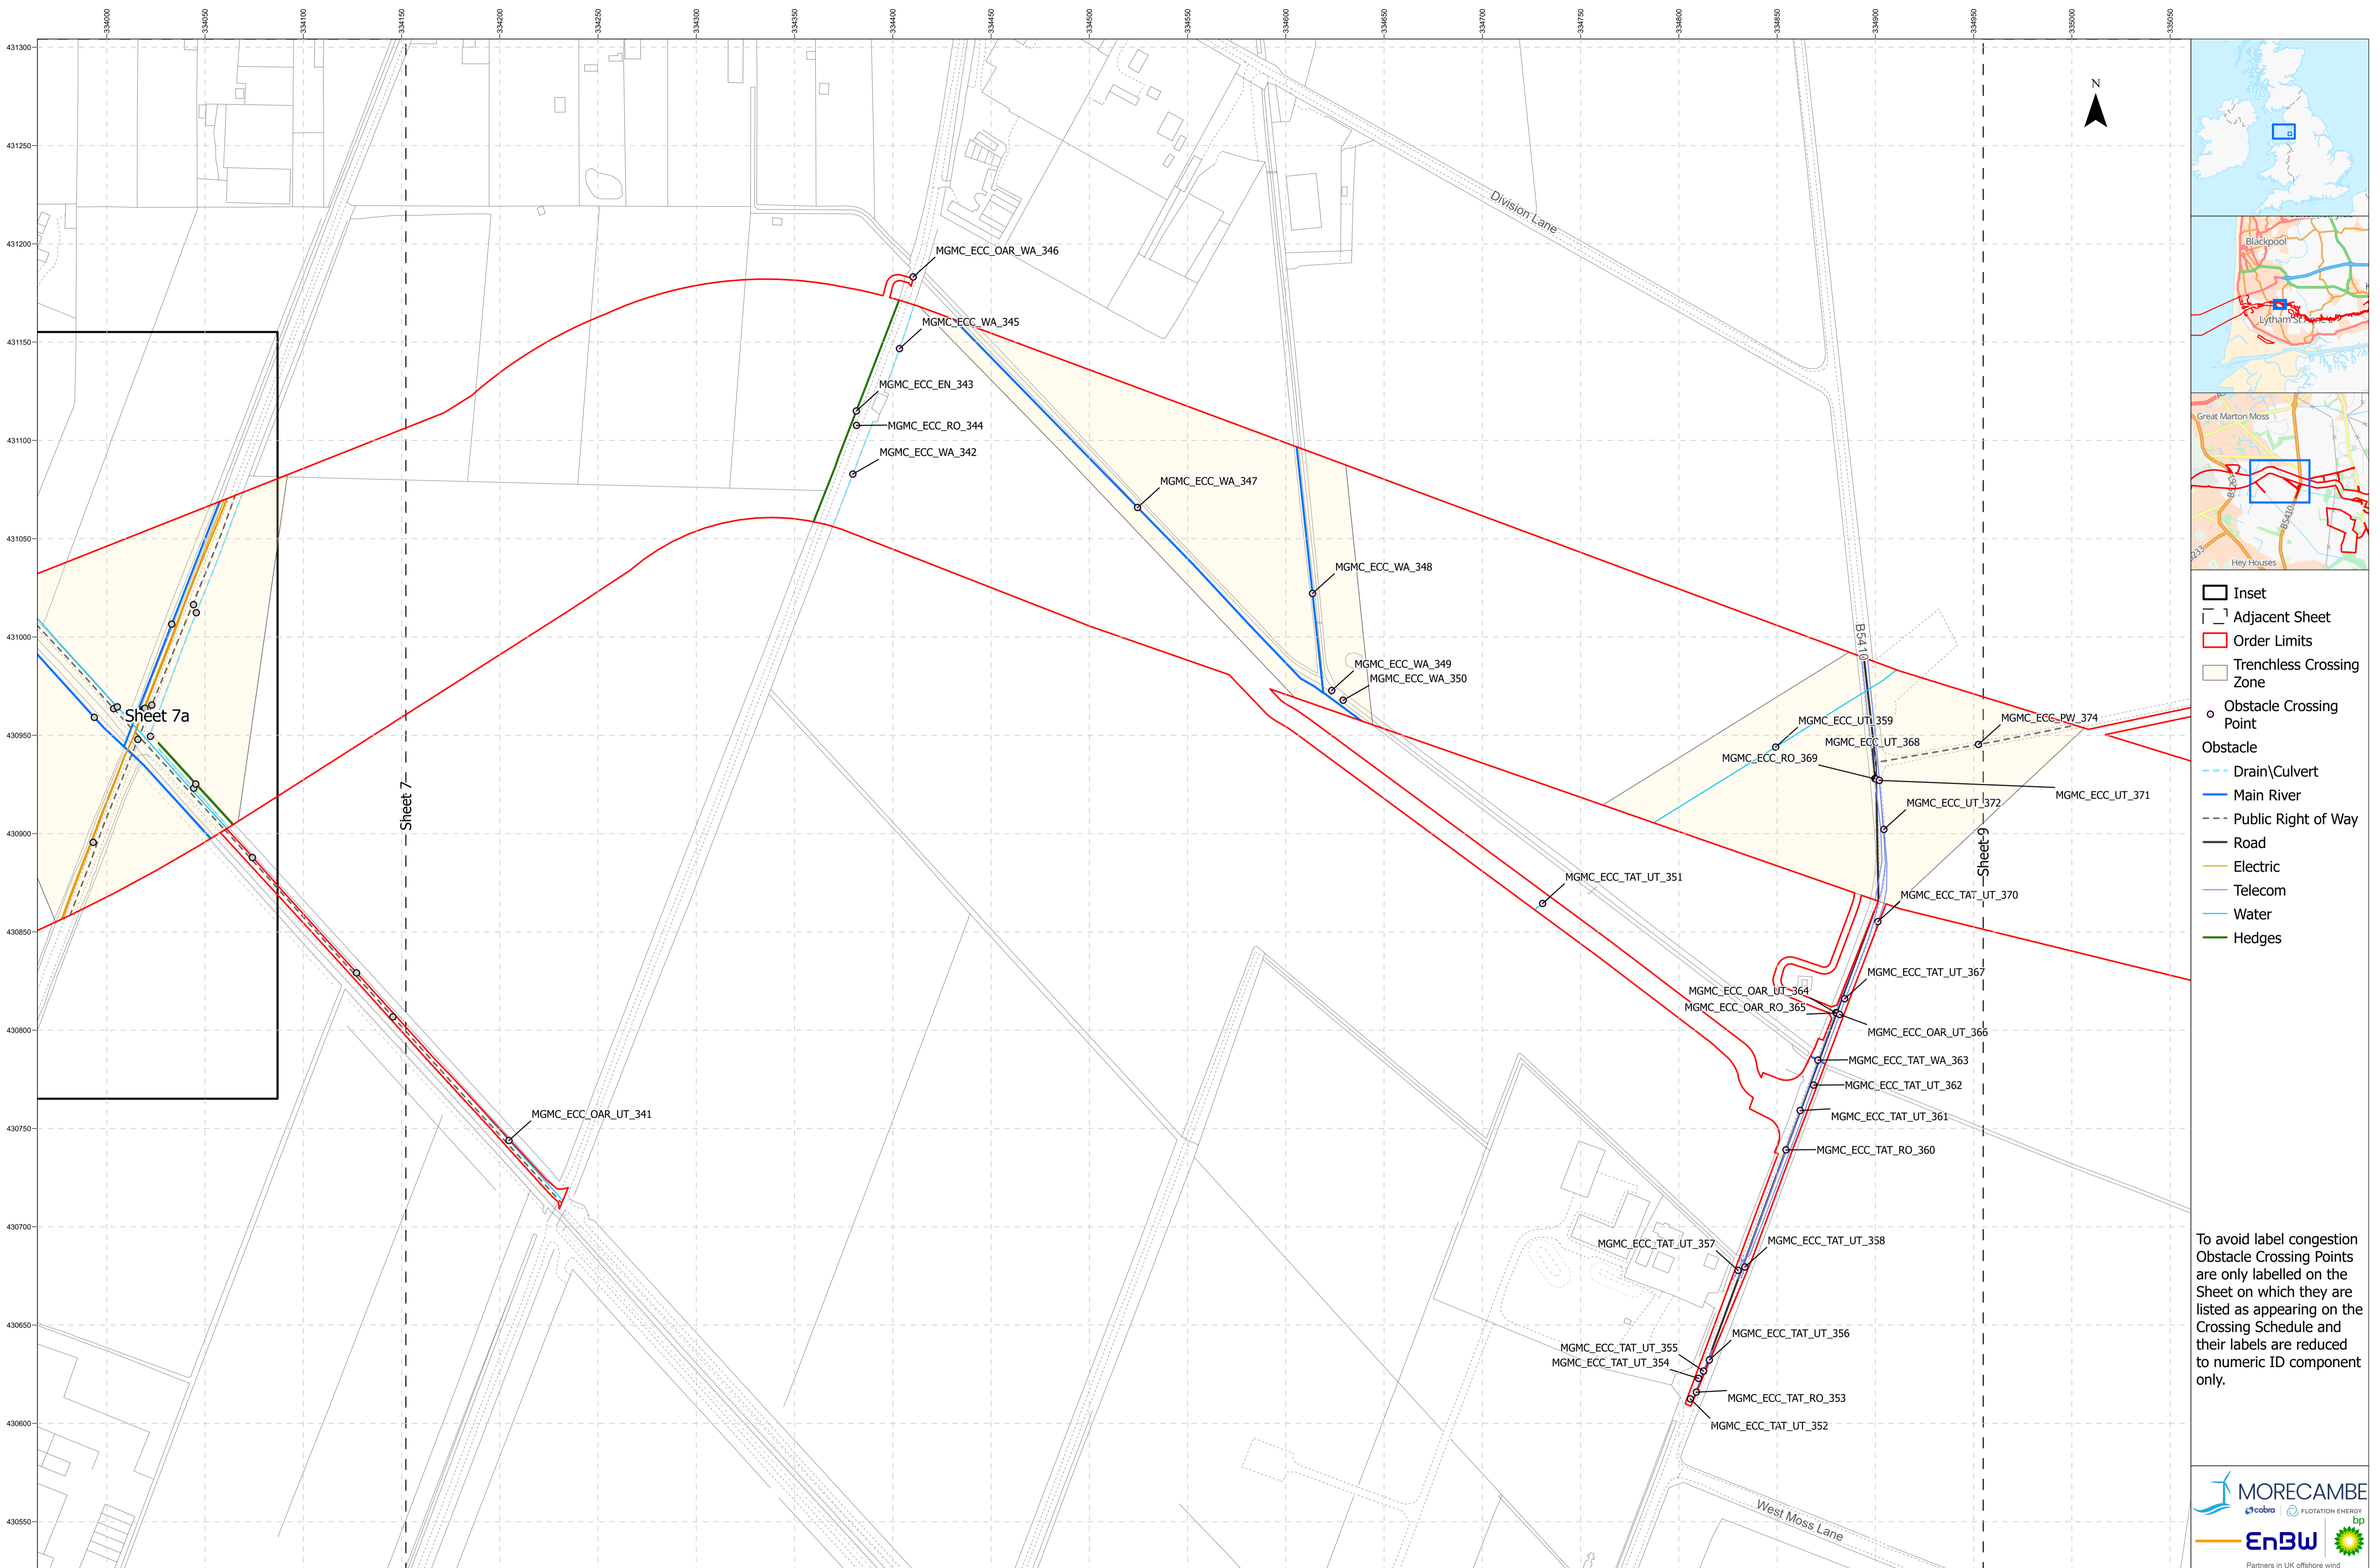 334000
334050
334100
334150
334200
334250
334300
334350
334400
334450
334500
334550
334600
334650
334700
334750
334800
334850
334900
334950
335000
335050
431300
431250
431200
431150
431100
431050
431000
430950
430900
430850
430800
430750
430700
430650
430600
430550
N
Division Lane
MGMC_ECC_OAR_WA_346
MGMC_ECC_WA_345
MGMC_ECC_EN_343
MGMC_ECC_RO_344
MGMC_ECC_WA_342
MGMC_ECC_WA_347
MGMC_ECC_WA_348
MGMC_ECC_WA_349
MGMC_ECC_WA_350
B5410
Sheet 7a
Sheet 7
Sheet 9
MGMC_ECC_UT_359
MGMC_ECC_PW_374
MGMC_ECC_UT_368
MGMC_ECC_RO_369
MGMC_ECC_UT_371
MGMC_ECC_UT_372
MGMC_ECC_TAT_UT_351
MGMC_ECC_TAT_UT_370
MGMC_ECC_TAT_UT_367
MGMC_ECC_OAR_UT_364
MGMC_ECC_OAR_RO_365
MGMC_ECC_OAR_UT_366
MGMC_ECC_TAT_WA_363
MGMC_ECC_TAT_UT_362
MGMC_ECC_TAT_UT_361
MGMC_ECC_OAR_UT_341
MGMC_ECC_TAT_RO_360
MGMC_ECC_TAT_UT_357
MGMC_ECC_TAT_UT_358
MGMC_ECC_TAT_UT_356
MGMC_ECC_TAT_UT_355
MGMC_ECC_TAT_UT_354
MGMC_ECC_TAT_RO_353
MGMC_ECC_TAT_UT_352
West Moss Lane
Blackpool
Lytham St Anne's
Great Marton Moss
B5410
Hey Houses
Inset
Adjacent Sheet
Order Limits
Trenchless Crossing
Zone
Obstacle Crossing
Point
Obstacle
Drain\Culvert
Main River
Public Right of Way
Road
Electric
Telecom
Water
Hedges
To avoid label congestion
Obstacle Crossing Points
are only labelled on the
Sheet on which they are
listed as appearing on the
Crossing Schedule and
their labels are reduced
to numeric ID component
only.
MORECAMBE
cobra FLOTATION ENERGY
bp
EnBW
Partners in UK offshore wind